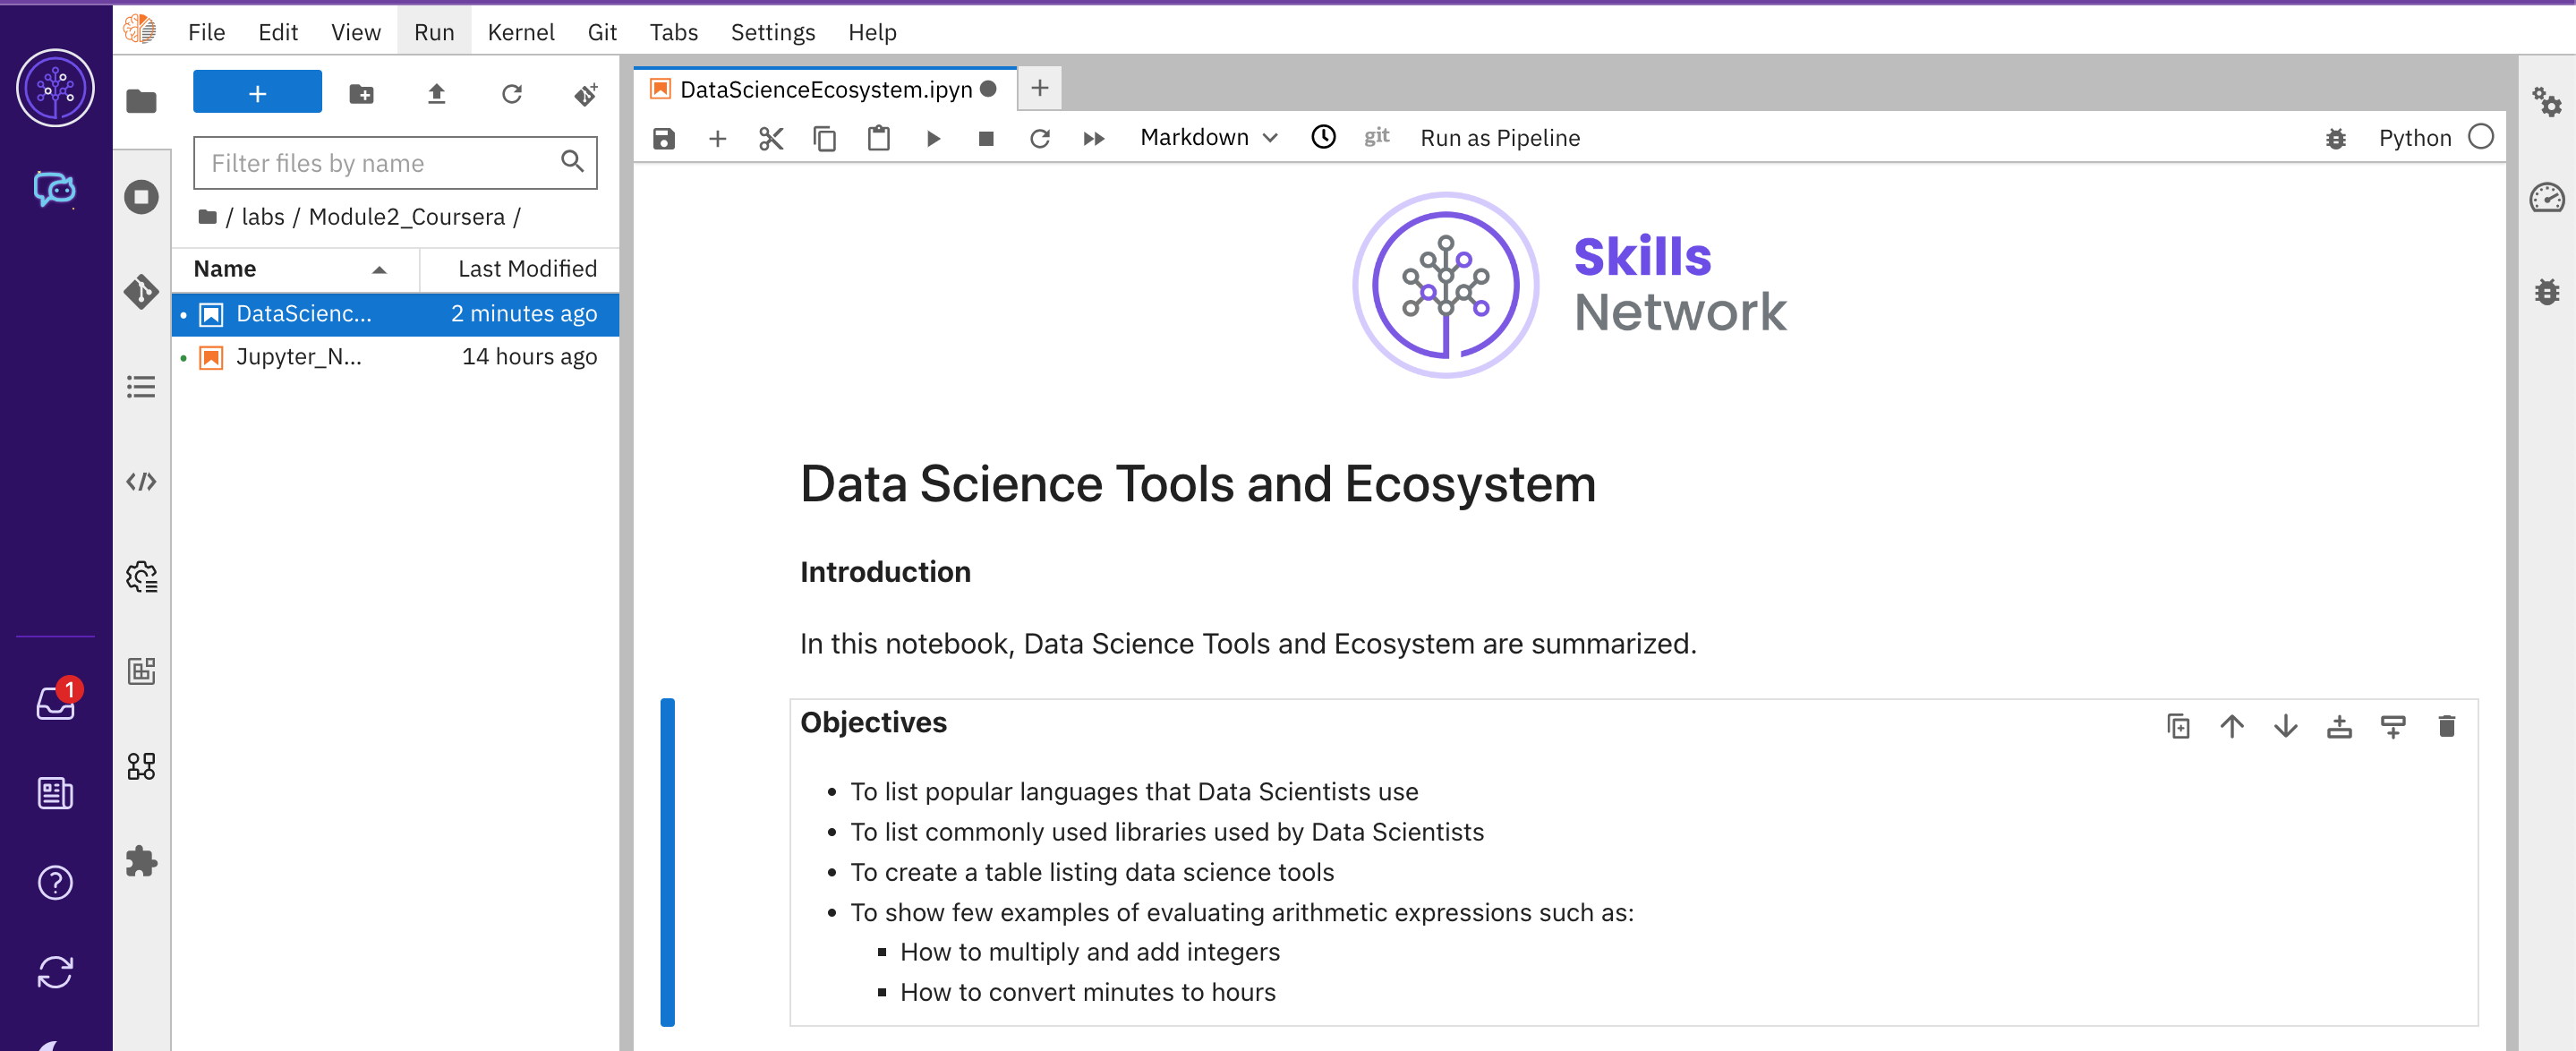 File Edit View Run Kernel Git Tabs Settings Help
+
Filter files by name
/ labs / Module2_Coursera /
Name Last Modified
DataScienc... 2 minutes ago
Jupyter_N... 14 hours ago
DataScienceEcosystem.ipyn
Markdown git Run as Pipeline Python
Skills
Network
Data Science Tools and Ecosystem
Introduction
In this notebook, Data Science Tools and Ecosystem are summarized.
Objectives
• To list popular languages that Data Scientists use
• To list commonly used libraries used by Data Scientists
• To create a table listing data science tools
• To show few examples of evaluating arithmetic expressions such as:
▪ How to multiply and add integers
▪ How to convert minutes to hours
1